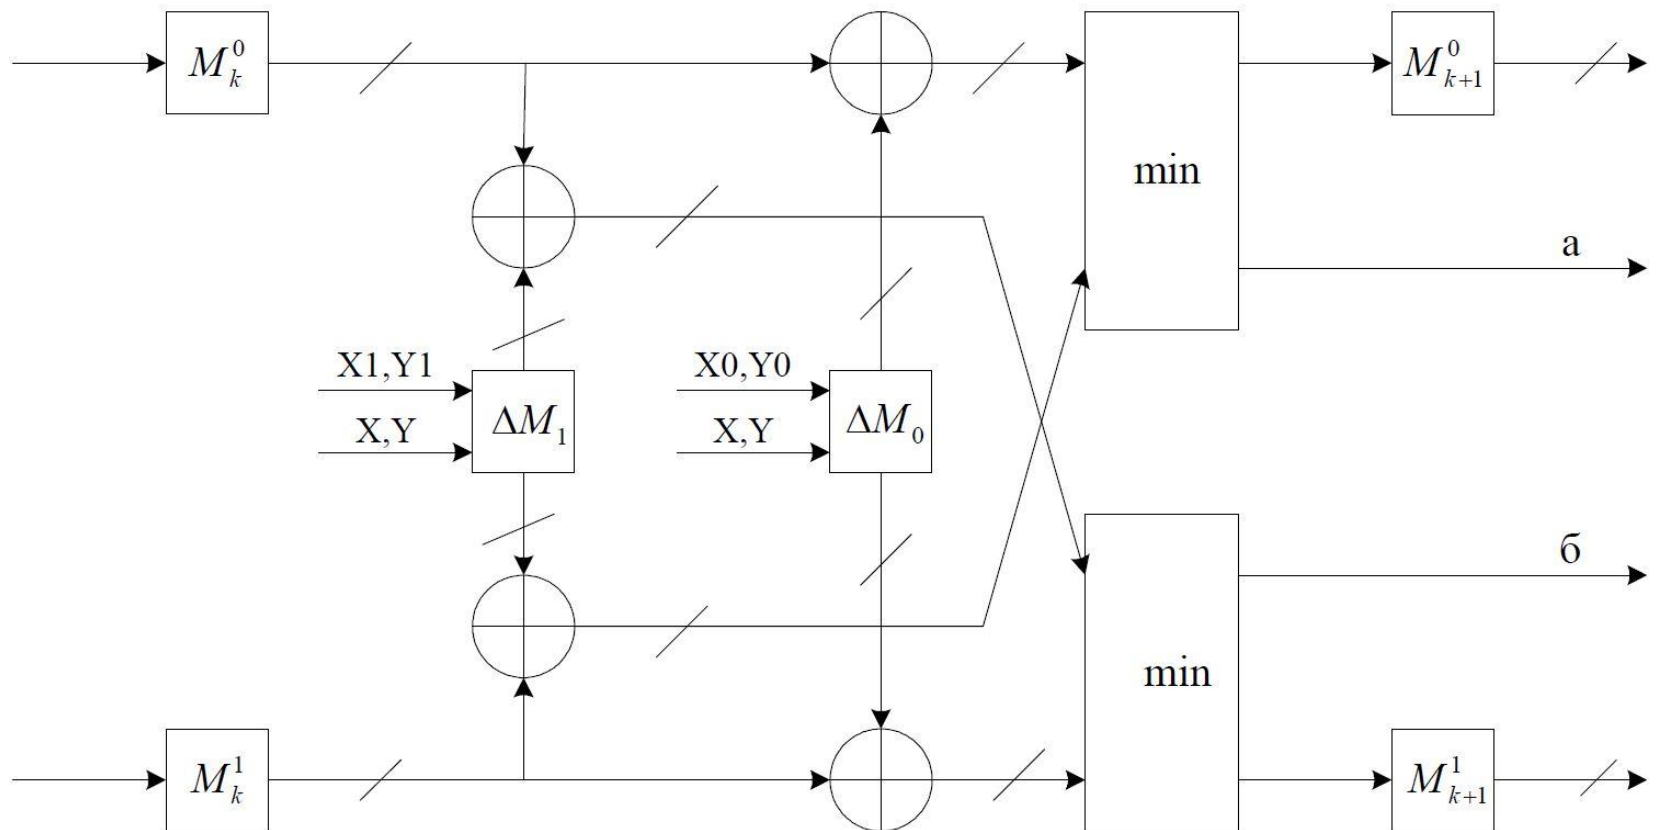 M_k^0
M_{k+1}^0
min
а
X1,Y1
X,Y
ΔM_1
X0,Y0
X,Y
ΔM_0
б
min
M_k^1
M_{k+1}^1